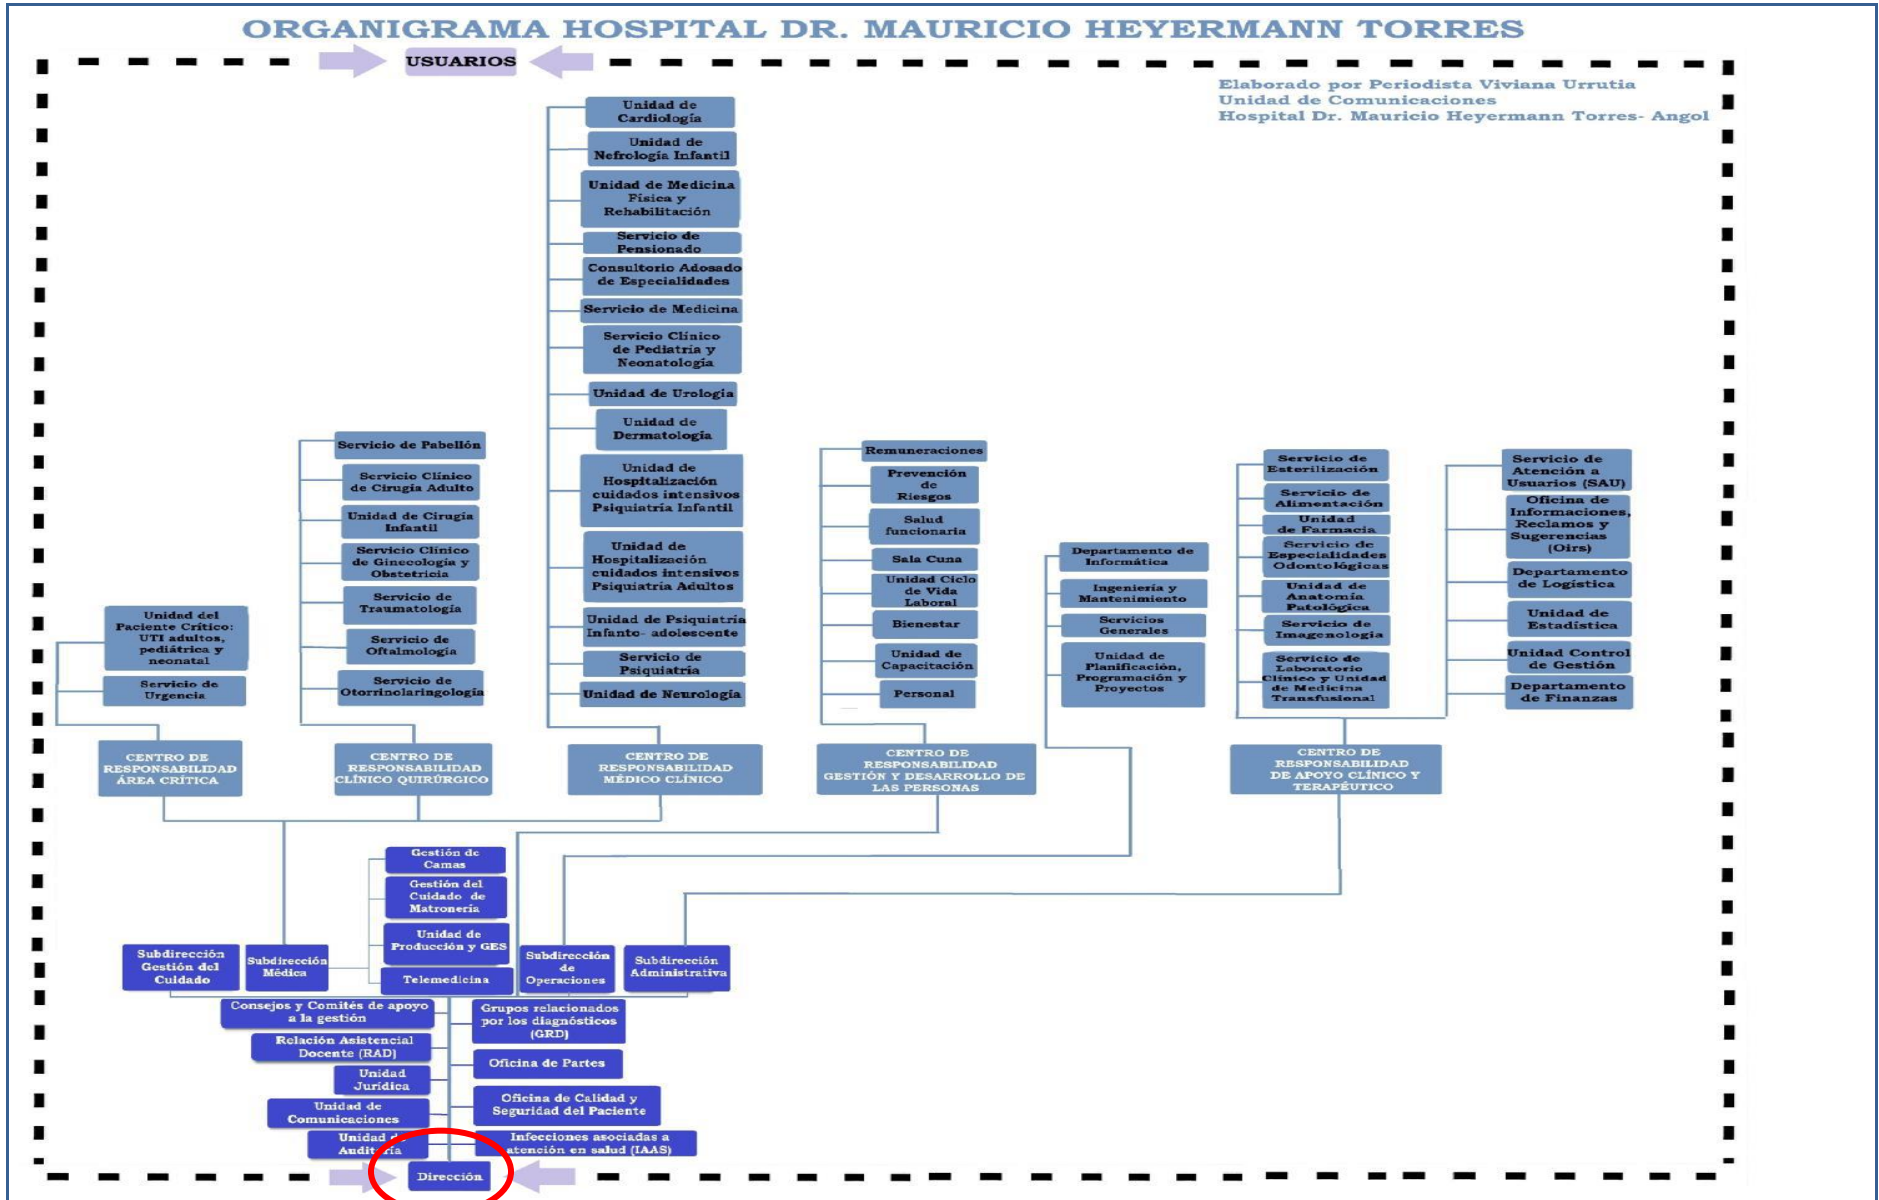 ORGANIGRAMA HOSPITAL DR. MAURICIO HEYERMANN TORRES
USUARIOS
Elaborado por Periodista Viviana Urrutia
Unidad de Comunicaciones
Hospital Dr. Mauricio Heyermann Torres- Angol
Unidad del
Paciente Crítico:
UTI adultos,
pediátrica y
neonatal
Servicio de
Urgencia
CENTRO DE
RESPONSABILIDAD
ÁREA CRÍTICA
Servicio de Pabellón
Servicio Clínico
de Cirugía Adulto
Unidad de Cirugía
Infantil
Servicio Clínico
de Ginecología y
Obstetricia
Servicio de
Traumatología
Servicio de
Oftalmología
Servicio de
Otorrinolaringología
CENTRO DE
RESPONSABILIDAD
CLÍNICO QUIRÚRGICO
Unidad de
Cardiología
Unidad de
Nefrología Infantil
Unidad de Medicina
Física y
Rehabilitación
Servicio de
Pensionado
Consultorio Adosado
de Especialidades
Servicio de Medicina
Servicio Clínico
de Pediatría y
Neonatología
Unidad de Urología
Unidad de
Dermatología
Unidad de
Hospitalización
cuidados intensivos
Psiquiatría Infantil
Unidad de
Hospitalización
cuidados intensivos
Psiquiatría Adultos
Unidad de Psiquiatría
Infanto- adolescente
Servicio de
Psiquiatría
Unidad de Neurología
CENTRO DE
RESPONSABILIDAD
MÉDICO CLÍNICO
Remuneraciones
Prevención
de
Riesgos
Salud
funcionaria
Sala Cuna
Unidad Ciclo
de Vida
Laboral
Bienestar
Unidad de
Capacitación
Personal
CENTRO DE
RESPONSABILIDAD
GESTIÓN Y DESARROLLO DE
LAS PERSONAS
Departamento de
Informática
Ingeniería y
Mantenimiento
Servicios
Generales
Unidad de
Planificación,
Programación y
Proyectos
Servicio de
Esterilización
Servicio de
Alimentación
Unidad
de Farmacia
Servicio de
Especialidades
Odontológicas
Unidad de
Anatomía
Patológica
Servicio de
Imagenología
Servicio de
Laboratorio
Clínico y Unidad
de Medicina
Transfusional
Servicio de
Atención a
Usuarios (SAU)
Oficina de
Informaciones,
Reclamos y
Sugerencias
(Oirs)
Departamento
de Logística
Unidad de
Estadística
Unidad Control
de Gestión
Departamento
de Finanzas
CENTRO DE
RESPONSABILIDAD
DE APOYO CLÍNICO Y
TERAPÉUTICO
Gestión de
Camas
Gestión del
Cuidado de
Matronería
Unidad de
Producción y GES
Telemedicina
Subdirección
Gestión del
Cuidado
Subdirección
Médica
Subdirección
de
Operaciones
Subdirección
Administrativa
Consejos y Comités de apoyo
a la gestión
Grupos relacionados
por los diagnósticos
(GRD)
Relación Asistencial
Docente (RAD)
Oficina de Partes
Unidad
Jurídica
Oficina de Calidad y
Seguridad del Paciente
Unidad de
Comunicaciones
Unidad de
Auditoría
Infecciones asociadas a
atención en salud (IAAS)
Dirección